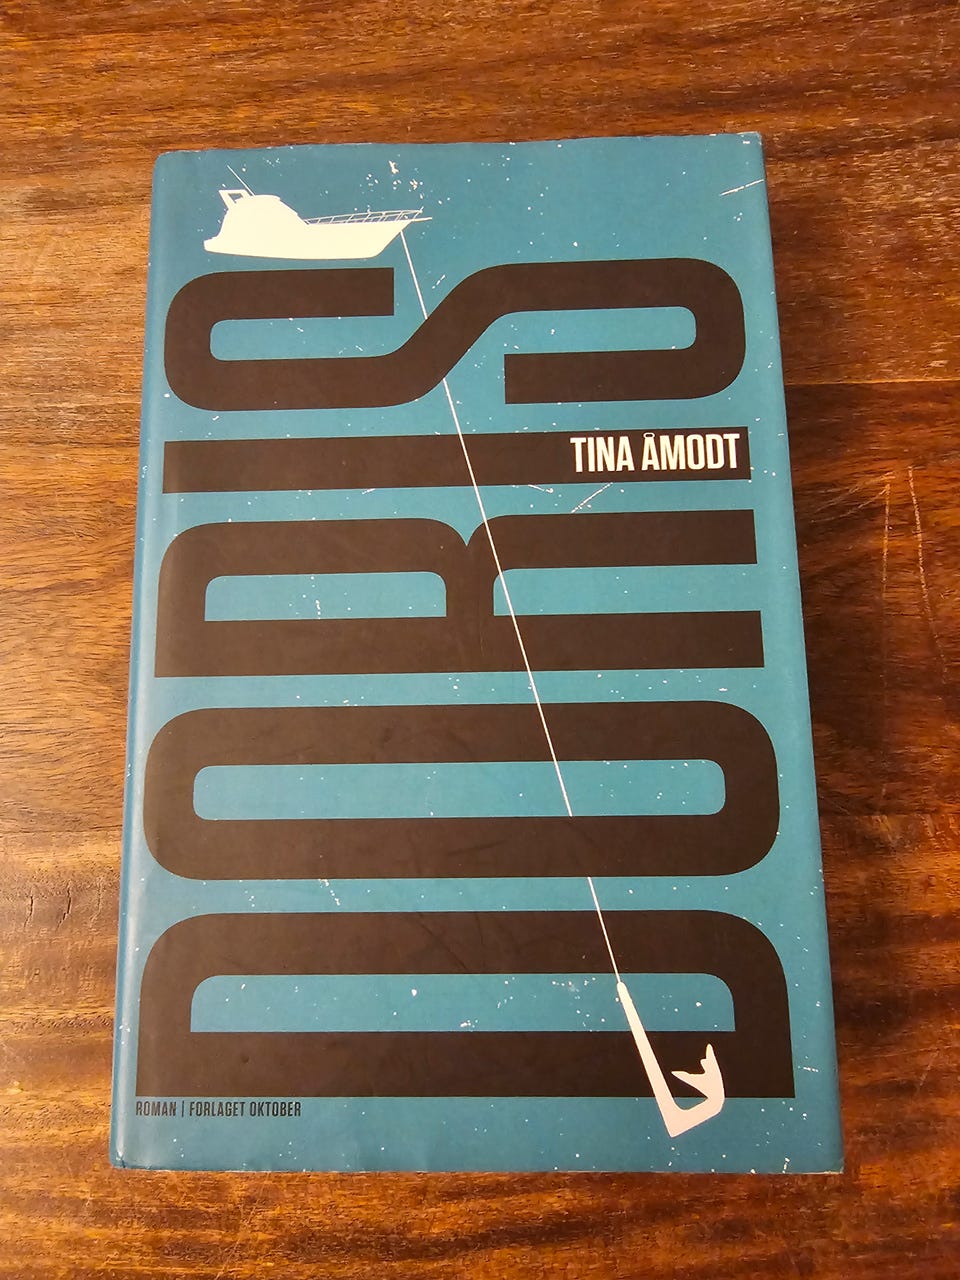 DORIS
TINA ÅMODT
ROMAN | FORLAGET OKTOBER